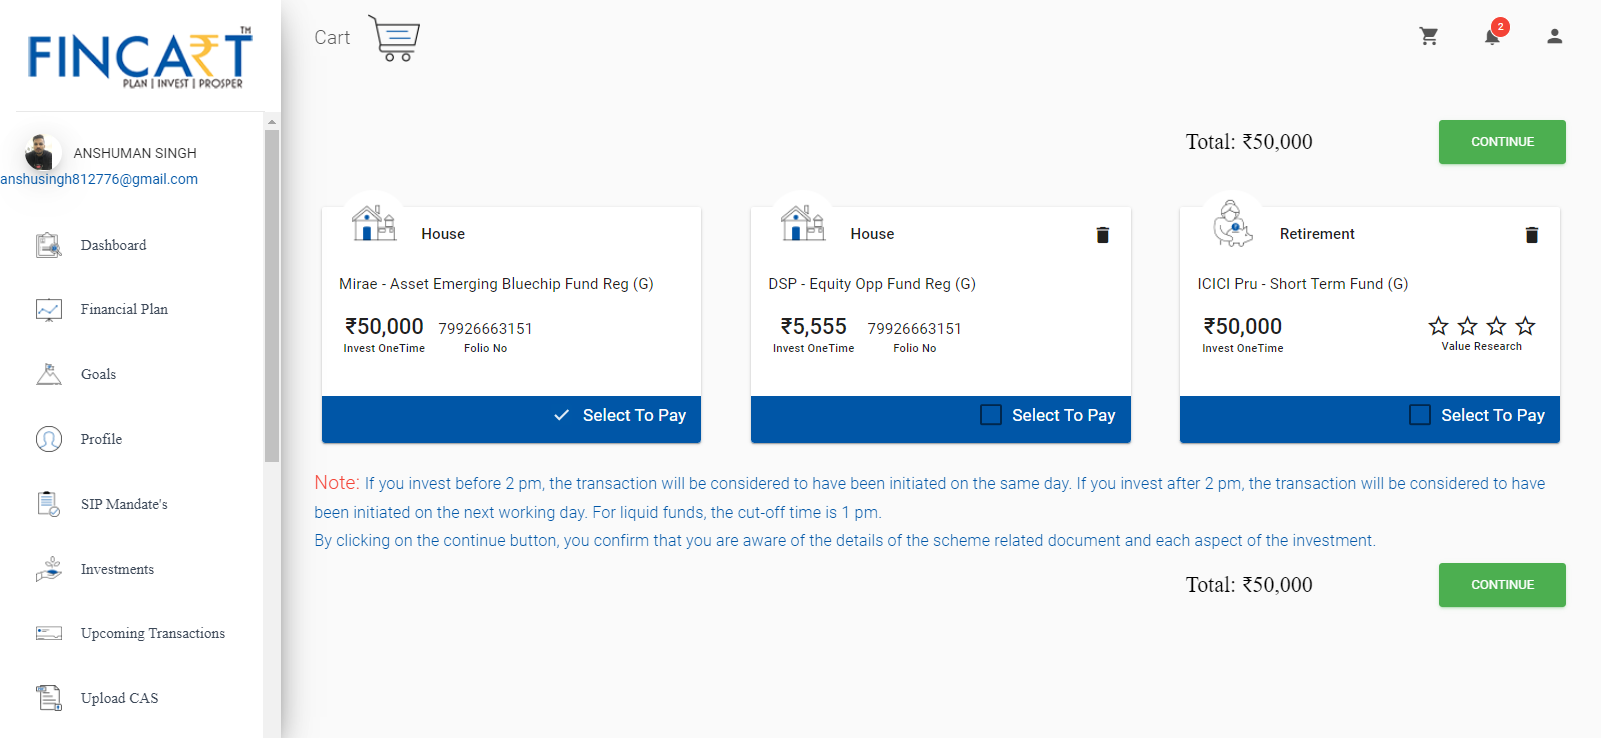 FINCART TM
PLAN | INVEST | PROSPER
ANSHUMAN SINGH
anshusingh812776@gmail.com
Dashboard
Financial Plan
Goals
Profile
SIP Mandate's
Investments
Upcoming Transactions
Upload CAS
Cart
2
Total: ₹50,000
CONTINUE
House
Mirae - Asset Emerging Bluechip Fund Reg (G)
₹50,000 79926663151
Invest OneTime Folio No
Select To Pay
House
DSP - Equity Opp Fund Reg (G)
₹5,555 79926663151
Invest OneTime Folio No
Select To Pay
Retirement
ICICI Pru - Short Term Fund (G)
₹50,000
Invest OneTime Value Research
Select To Pay
Note: If you invest before 2 pm, the transaction will be considered to have been initiated on the same day. If you invest after 2 pm, the transaction will be considered to have
been initiated on the next working day. For liquid funds, the cut-off time is 1 pm.
By clicking on the continue button, you confirm that you are aware of the details of the scheme related document and each aspect of the investment.
Total: ₹50,000
CONTINUE